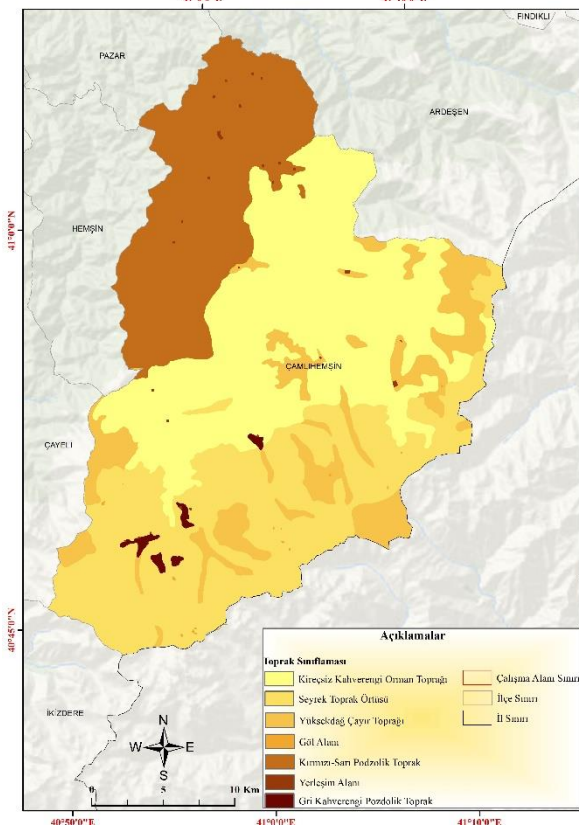 FINDIKLI
PAZAR
ARDEŞEN
41°0'0"N
HEMŞİN
ÇAMLIHEMŞİN
ÇAYELİ
40°45'0"N
İKİZDERE
N
W E
S
0 5 10 Km
Açıklamalar
Toprak Sınıflaması
Kireçsiz Kahverengi Orman Toprağı
Seyrek Toprak Örtüsü
Yüksekdağ Çayır Toprağı
Göl Alanı
Kırmızı-Sarı Podzolik Toprak
Yerleşim Alanı
Gri Kahverengi Pozdolik Toprak
Çalışma Alanı Sınırı
İlçe Sınırı
İl Sınırı
40°50'0"E 41°0'0"E 41°10'0"E